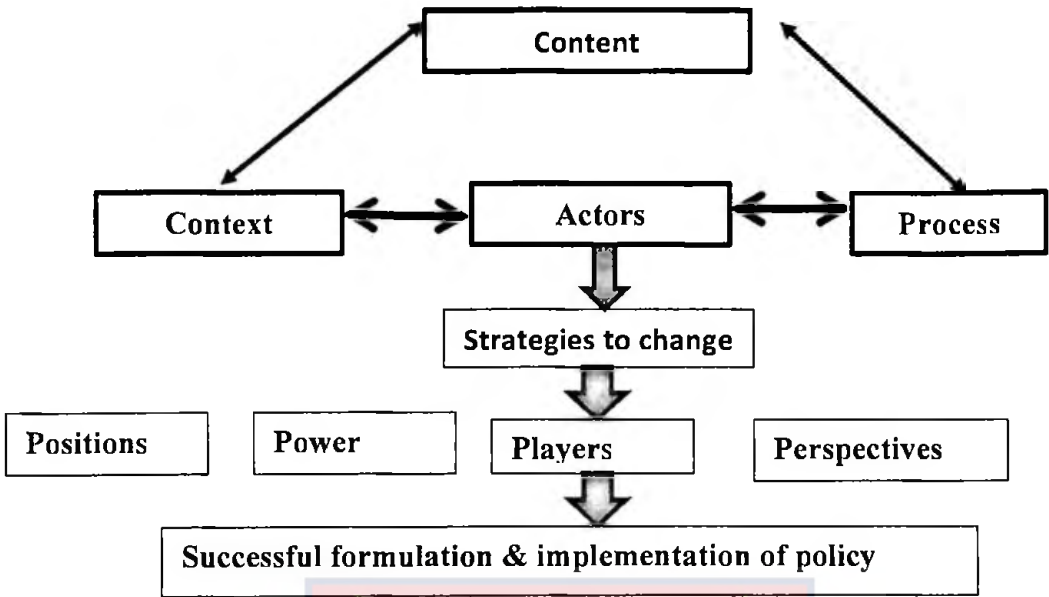 Content
Context
Actors
Process
Strategies to change
Positions
Power
Players
Perspectives
Successful formulation & implementation of policy